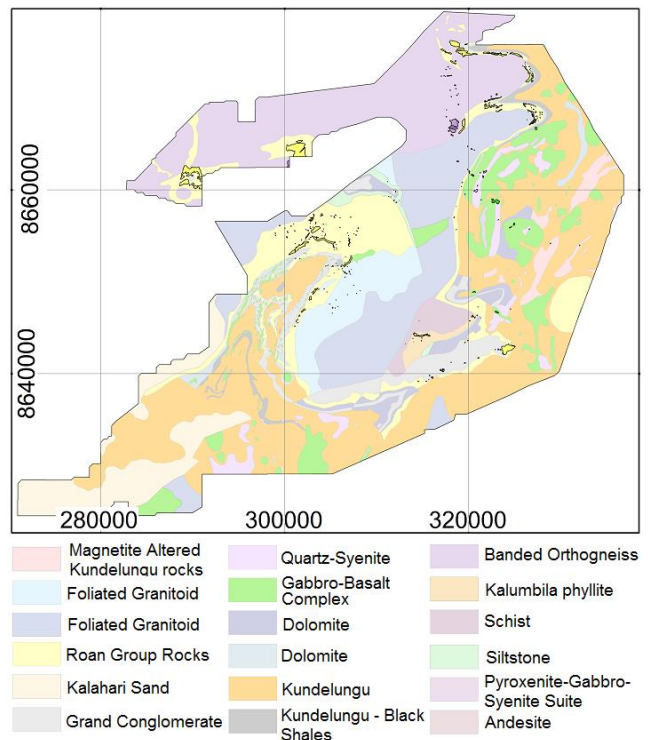 8660000
8640000
280000 300000 320000
Magnetite Altered
Kundelungu rocks
Foliated Granitoid
Foliated Granitoid
Roan Group Rocks
Kalahari Sand
Grand Conglomerate
Quartz-Syenite
Gabbro-Basalt
Complex
Dolomite
Dolomite
Kundelungu
Kundelungu - Black
Shales
Banded Orthogneiss
Kalumbila phyllite
Schist
Siltstone
Pyroxenite-Gabbro-
Syenite Suite
Andesite